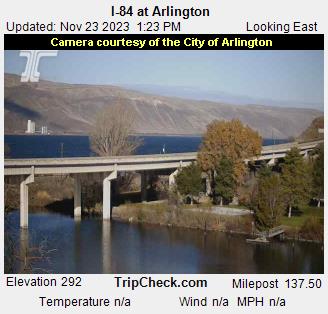 I-84 at Arlington
Updated: Nov 23 2023 1:23 PM Looking East
Camera courtesy of the City of Arlington
Elevation 292 TripCheck.com Milepost 137.50
Temperature n/a Wind n/a MPH n/a